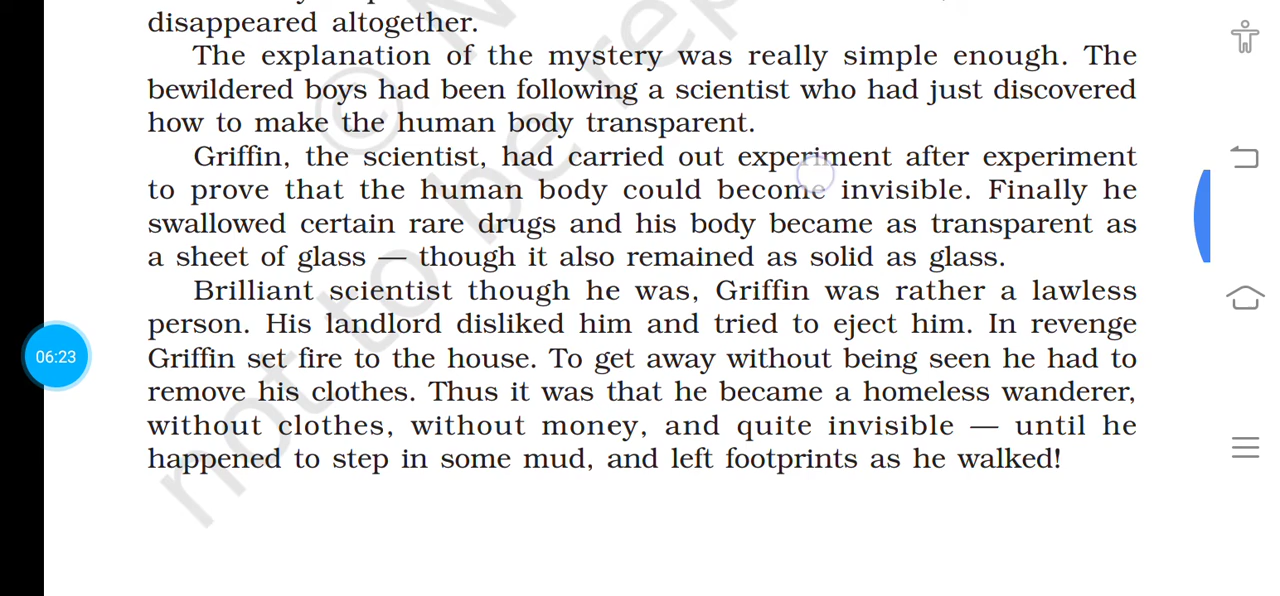 disappeared altogether.
The explanation of the mystery was really simple enough. The
bewildered boys had been following a scientist who had just discovered
how to make the human body transparent.
Griffin, the scientist, had carried out experiment after experiment
to prove that the human body could become invisible. Finally he
swallowed certain rare drugs and his body became as transparent as
a sheet of glass — though it also remained as solid as glass.
Brilliant scientist though he was, Griffin was rather a lawless
person. His landlord disliked him and tried to eject him. In revenge
Griffin set fire to the house. To get away without being seen he had to
remove his clothes. Thus it was that he became a homeless wanderer,
without clothes, without money, and quite invisible — until he
happened to step in some mud, and left footprints as he walked!
06:23
©
not to be rep